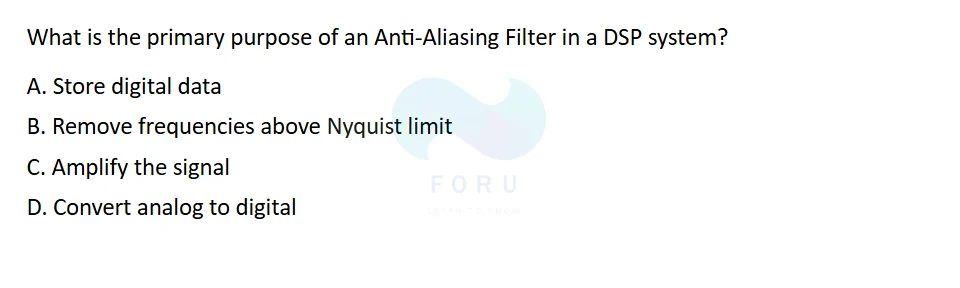 What is the primary purpose of an Anti-Aliasing Filter in a DSP system?
A. Store digital data
B. Remove frequencies above Nyquist limit
C. Amplify the signal
FORU
D. Convert analog to digital